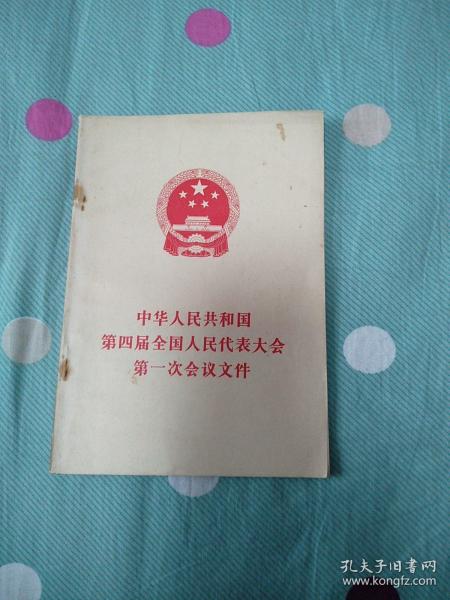 中华人民共和国
第四届全国人民代表大会
第一次会议文件
孔夫子旧书网
www.kongfz.com